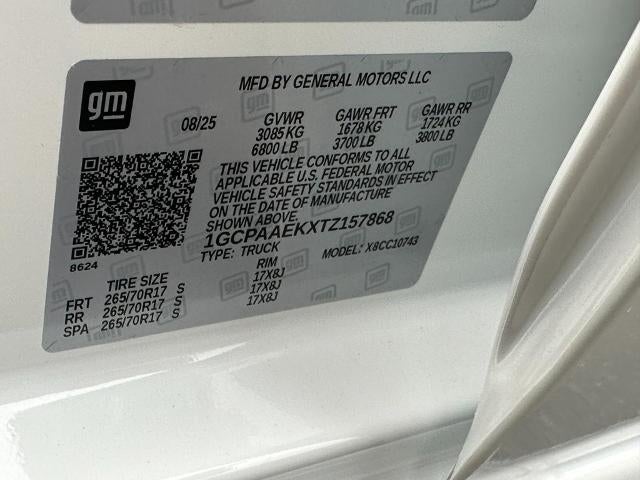 gm
MFD BY GENERAL MOTORS LLC
08/25 GVWR GAWR FRT GAWR RR
3085 KG 1678 KG 1724 KG
6800 LB 3700 LB 3800 LB
THIS VEHICLE CONFORMS TO ALL
APPLICABLE U.S. FEDERAL MOTOR
VEHICLE SAFETY STANDARDS IN EFFECT
ON THE DATE OF MANUFACTURE
SHOWN ABOVE.
1GCPAAEKXTZ157868
TYPE: TRUCK MODEL: X8CC10743
8624
TIRE SIZE RIM
FRT 265/70R17 S 17X8J
RR 265/70R17 S 17X8J
SPA 265/70R17 S 17X8J